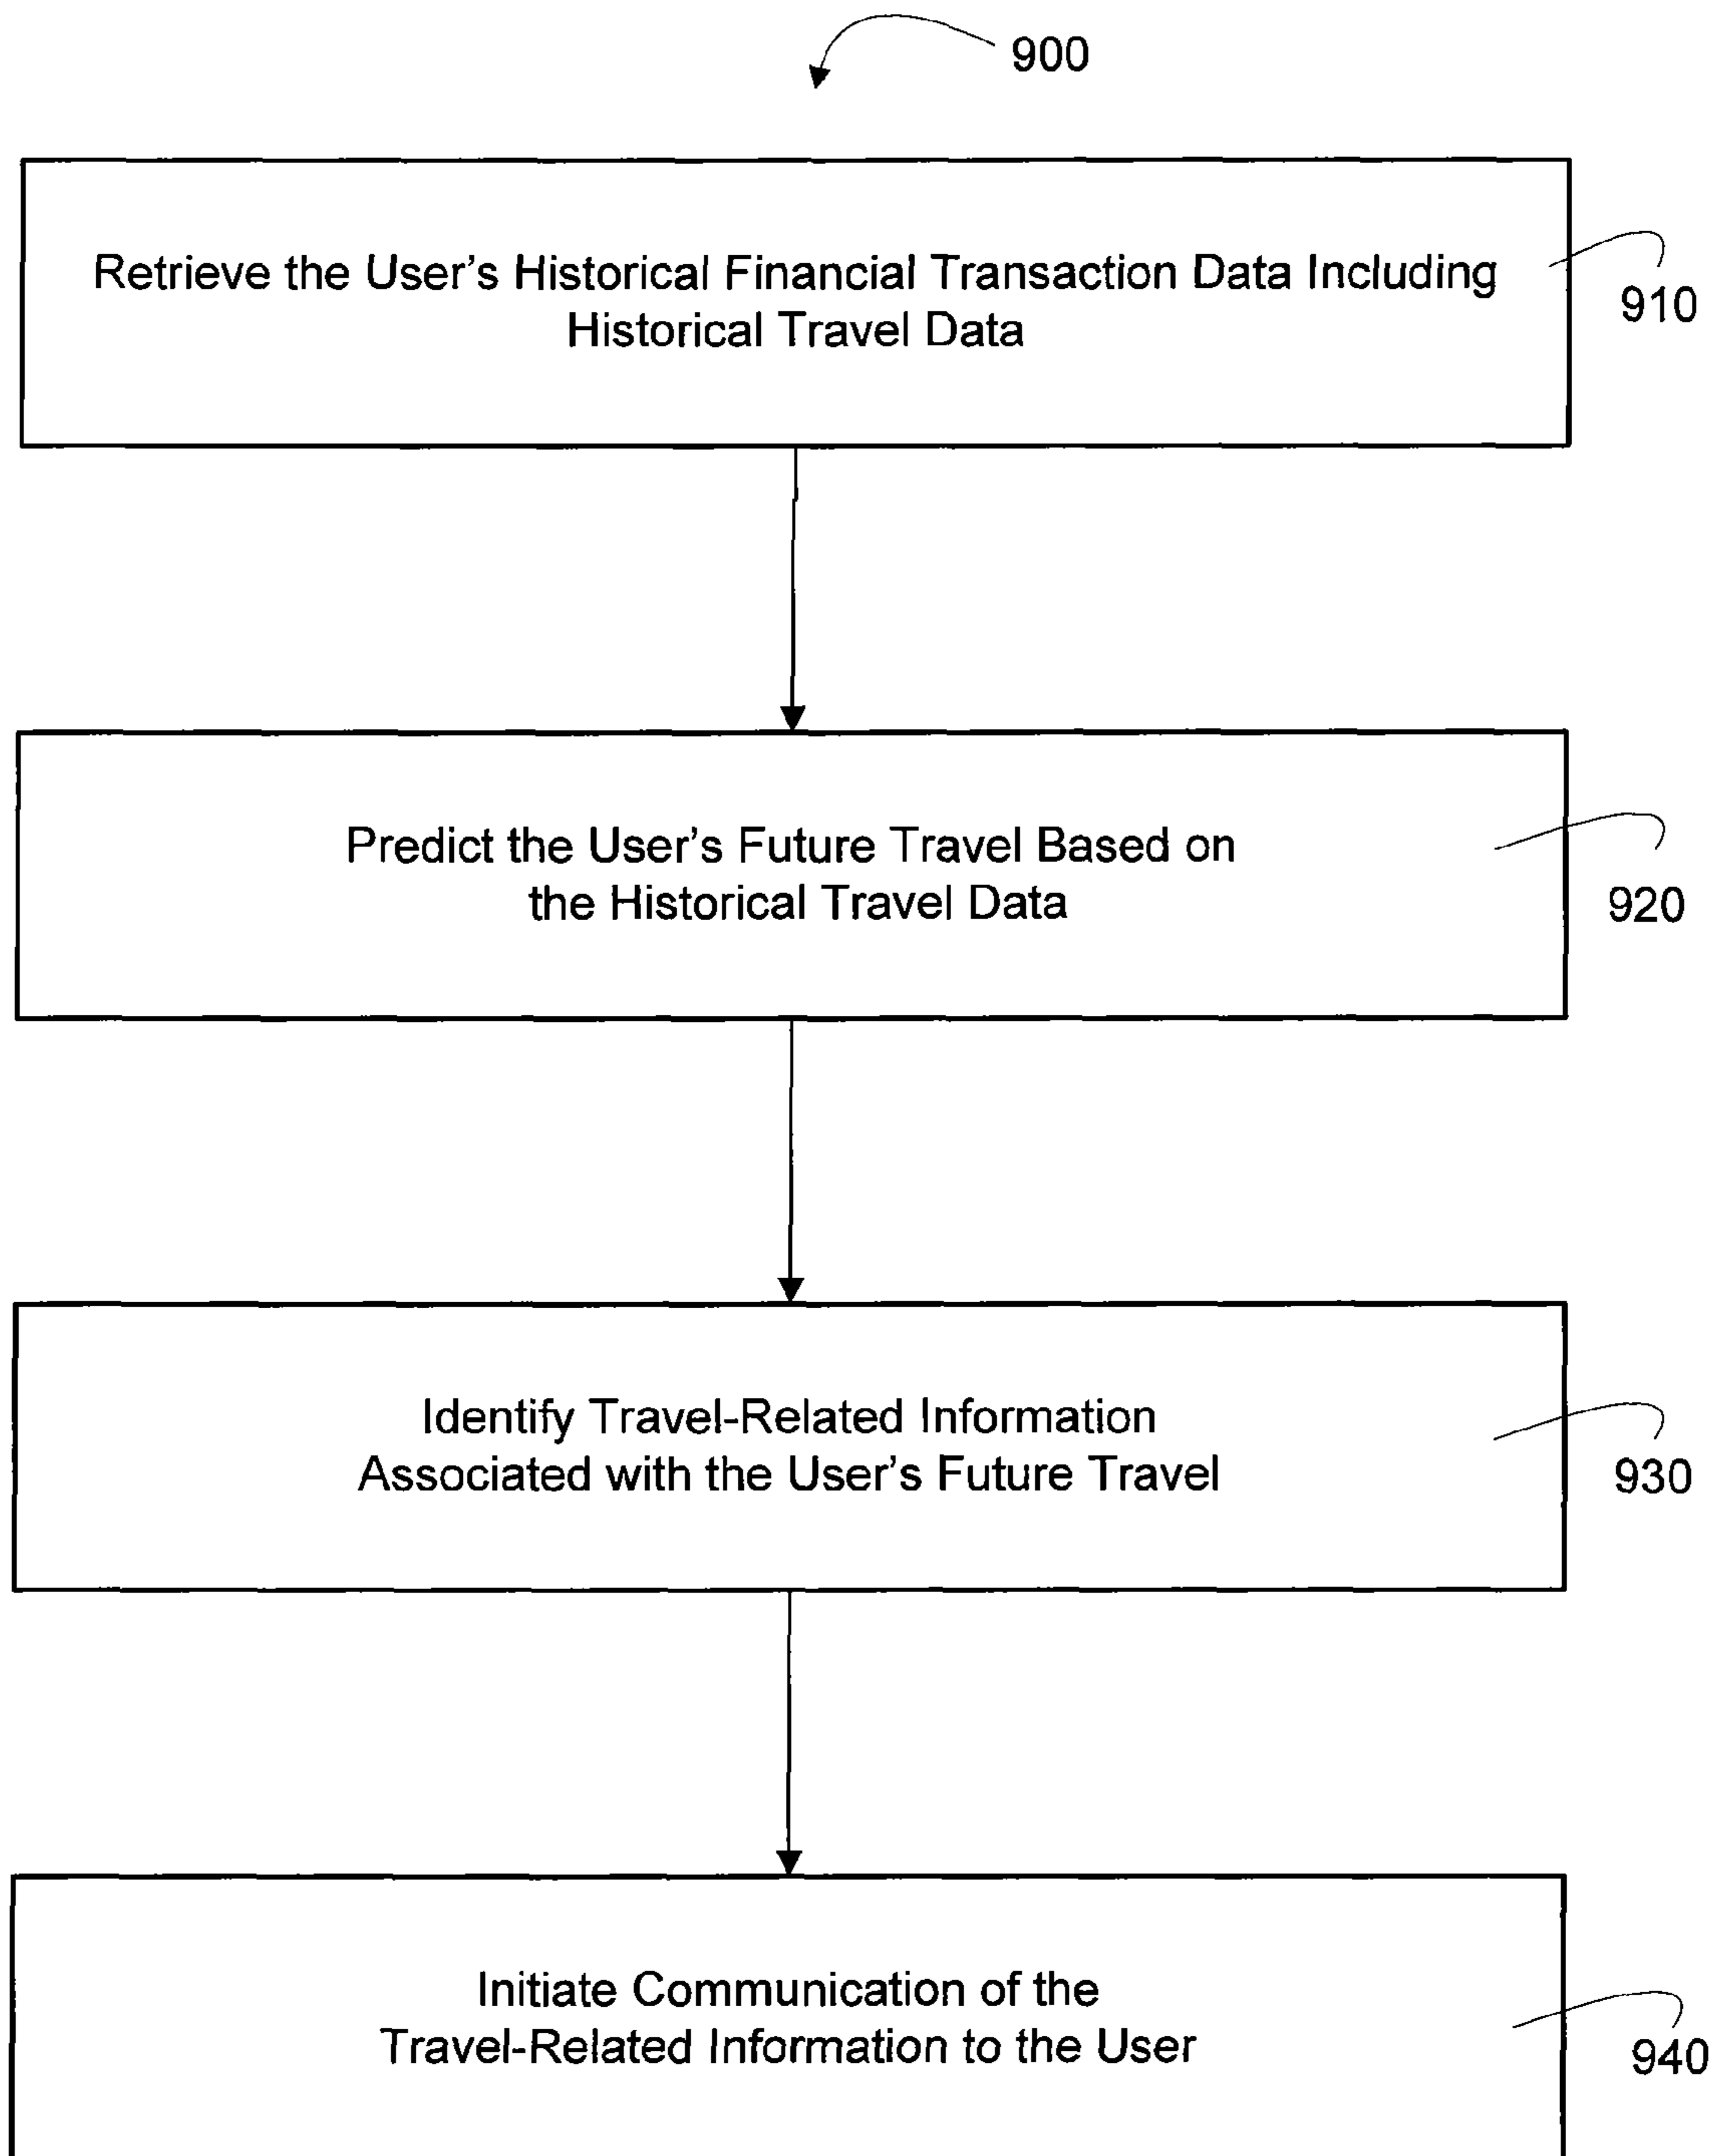 900
Retrieve the User's Historical Financial Transaction Data Including
Historical Travel Data
910
Predict the User's Future Travel Based on
the Historical Travel Data
920
Identify Travel-Related Information
Associated with the User's Future Travel
930
Initiate Communication of the
Travel-Related Information to the User
940